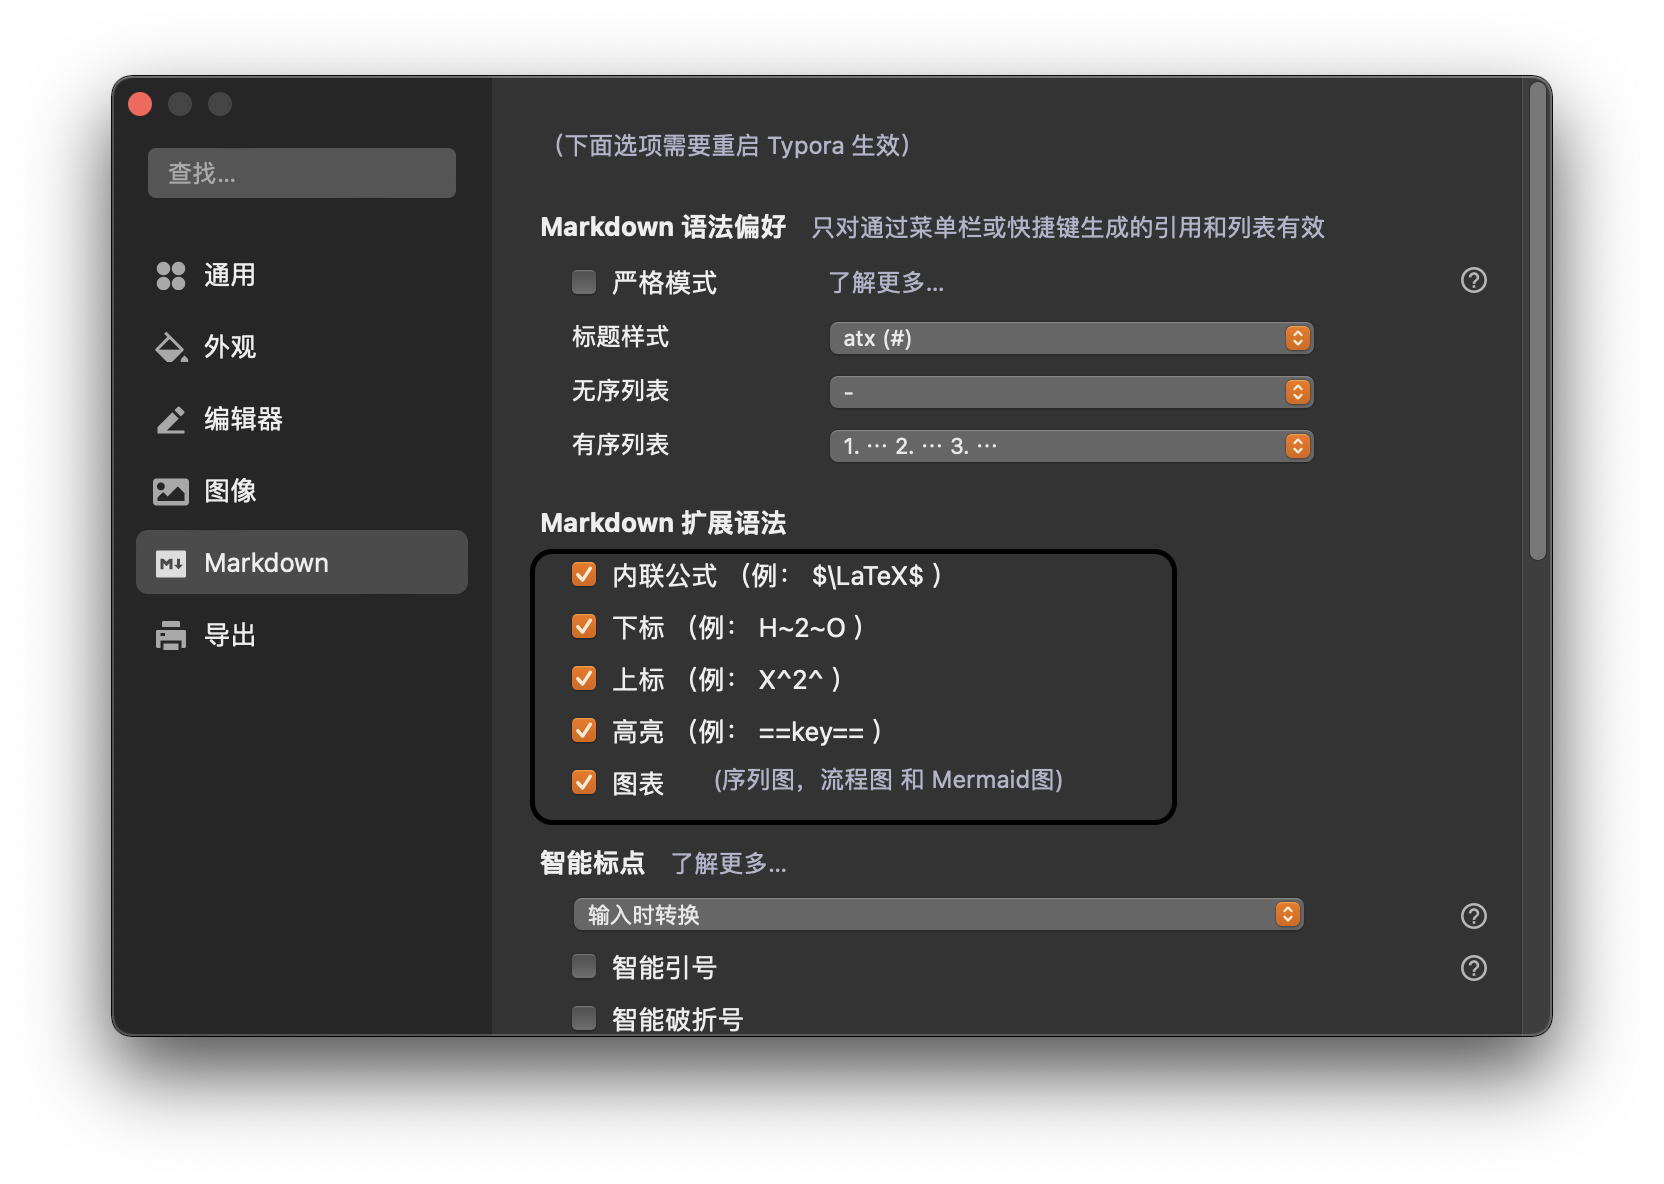 查找...
通用
外观
编辑器
图像
Markdown
导出
（下面选项需要重启 Typora 生效）
Markdown 语法偏好 只对通过菜单栏或快捷键生成的引用和列表有效
严格模式 了解更多...
标题样式 atx (#)
无序列表 -
有序列表 1. ··· 2. ··· 3. ···
Markdown 扩展语法
内联公式 （例： $\LaTeX$ ）
下标 （例： H~2~O ）
上标 （例： X^2^ ）
高亮 （例： ==key== ）
图表 (序列图，流程图 和 Mermaid图)
智能标点 了解更多...
输入时转换
智能引号
智能破折号